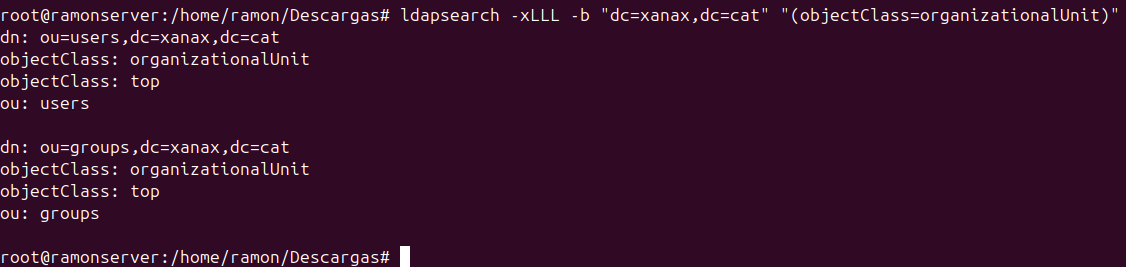 root@ramonserver:/home/ramon/Descargas# ldapsearch -xLLL -b "dc=xanax,dc=cat" "(objectClass=organizationalUnit)"
dn: ou=users,dc=xanax,dc=cat
objectClass: organizationalUnit
objectClass: top
ou: users

dn: ou=groups,dc=xanax,dc=cat
objectClass: organizationalUnit
objectClass: top
ou: groups

root@ramonserver:/home/ramon/Descargas#